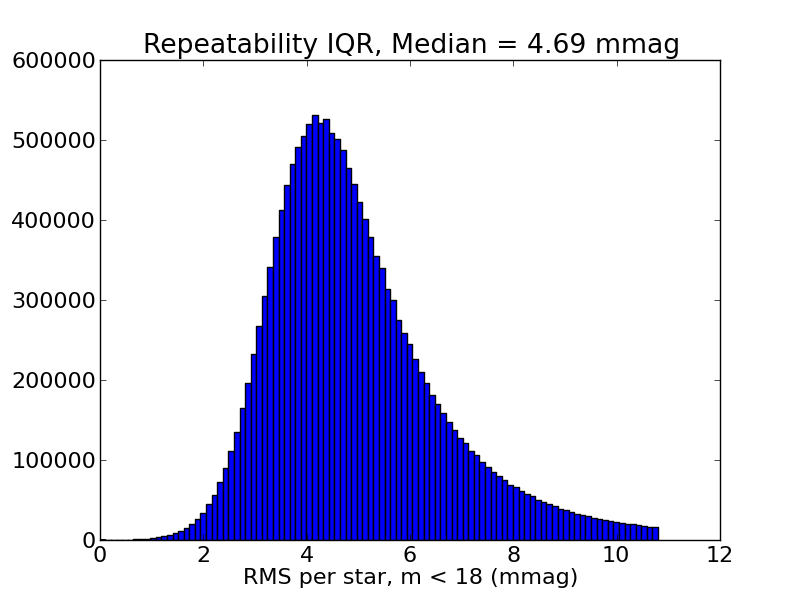 Repeatability IQR, Median = 4.69 mmag
600000
500000
400000
300000
200000
100000
0
0 2 4 6 8 10 12
RMS per star, m < 18 (mmag)